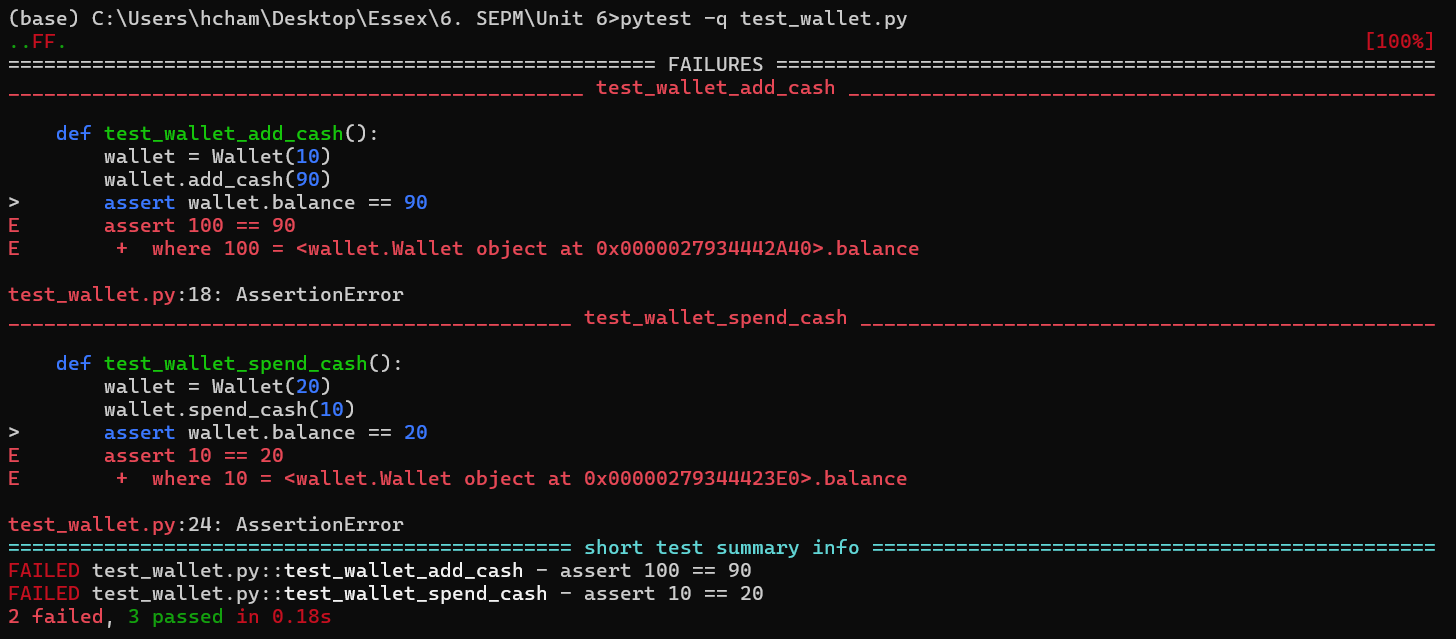 (base) C:\Users\hcham\Desktop\Essex\6. SEPM\Unit 6>pytest -q test_wallet.py
..FF. [100%]
====================================================== FAILURES =======================================================
________________________________________________ test_wallet_add_cash _________________________________________________

    def test_wallet_add_cash():
        wallet = Wallet(10)
        wallet.add_cash(90)
>       assert wallet.balance == 90
E       assert 100 == 90
E        +  where 100 = <wallet.Wallet object at 0x0000027934442A40>.balance

test_wallet.py:18: AssertionError
_______________________________________________ test_wallet_spend_cash ________________________________________________

    def test_wallet_spend_cash():
        wallet = Wallet(20)
        wallet.spend_cash(10)
>       assert wallet.balance == 20
E       assert 10 == 20
E        +  where 10 = <wallet.Wallet object at 0x00000279344423E0>.balance

test_wallet.py:24: AssertionError
=============================================== short test summary info ===============================================
FAILED test_wallet.py::test_wallet_add_cash - assert 100 == 90
FAILED test_wallet.py::test_wallet_spend_cash - assert 10 == 20
2 failed, 3 passed in 0.18s